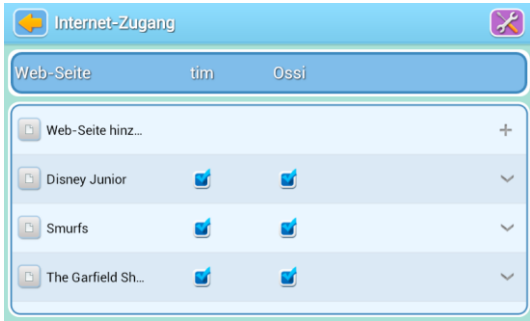 Internet-Zugang
Web-Seite tim Ossi
Web-Seite hinz...
Disney Junior
Smurfs
The Garfield Sh...